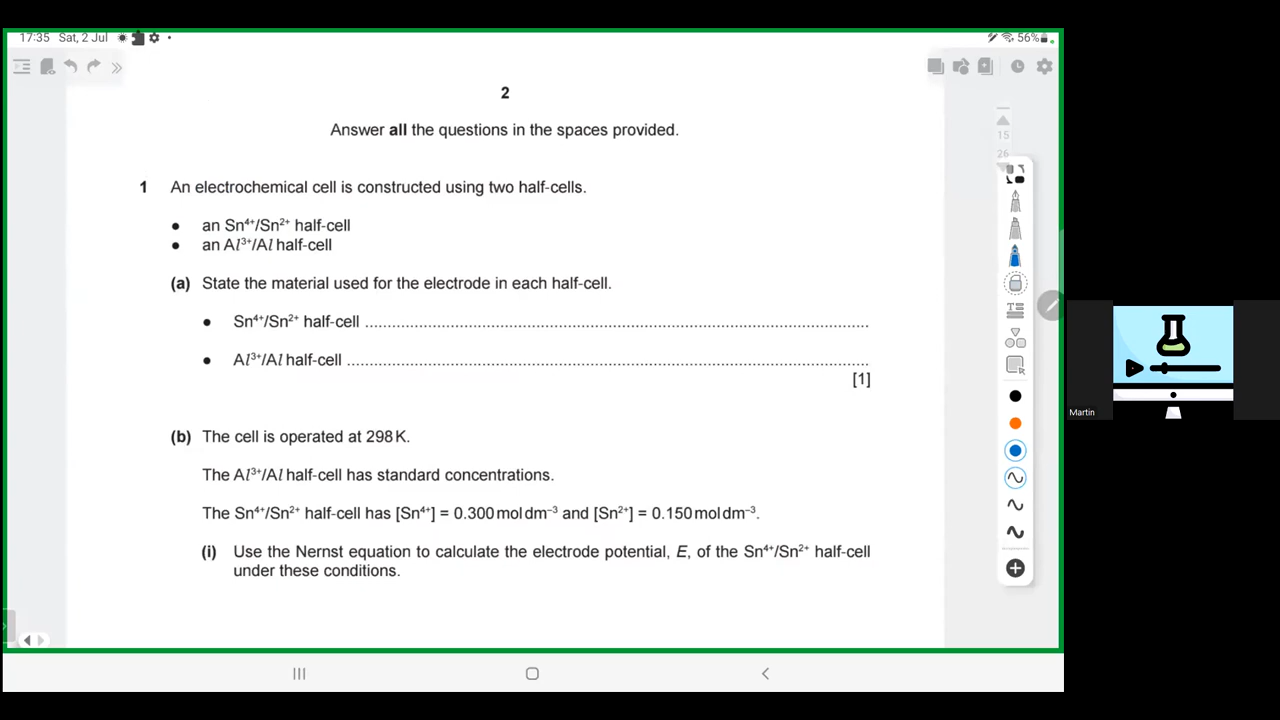 17:35 Sat, 2 Jul
56%
2
Answer all the questions in the spaces provided.
1 An electrochemical cell is constructed using two half-cells.
● an Sn⁴⁺/Sn²⁺ half-cell
● an Al³⁺/Al half-cell
(a) State the material used for the electrode in each half-cell.
● Sn⁴⁺/Sn²⁺ half-cell ....................................................................................................
● Al³⁺/Al half-cell ....................................................................................................
[1]
(b) The cell is operated at 298 K.
The Al³⁺/Al half-cell has standard concentrations.
The Sn⁴⁺/Sn²⁺ half-cell has [Sn⁴⁺] = 0.300 mol dm⁻³ and [Sn²⁺] = 0.150 mol dm⁻³.
(i) Use the Nernst equation to calculate the electrode potential, E, of the Sn⁴⁺/Sn²⁺ half-cell
under these conditions.
15
26
Martin